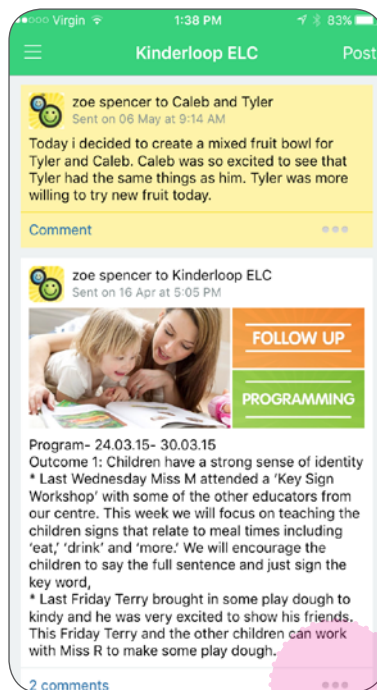 Virgin 1:38 PM 83%
Kinderloop ELC Post
zoe spencer to Caleb and Tyler
Sent on 06 May at 9:14 AM
Today i decided to create a mixed fruit bowl for
Tyler and Caleb. Caleb was so excited to see that
Tyler had the same things as him. Tyler was more
willing to try new fruit today.
Comment
zoe spencer to Kinderloop ELC
Sent on 16 Apr at 5:05 PM
FOLLOW UP
PROGRAMMING
Program- 24.03.15- 30.03.15
Outcome 1: Children have a strong sense of identity
* Last Wednesday Miss M attended a ‘Key Sign
Workshop’ with some of the other educators from
our centre. This week we will focus on teaching the
children signs that relate to meal times including
‘eat,’ ‘drink’ and ‘more.’ We will encourage the
children to say the full sentence and just sign the
key word,
* Last Friday Terry brought in some play dough to
kindy and he was very excited to show his friends.
This Friday Terry and the other children can work
with Miss R to make some play dough.
2 comments